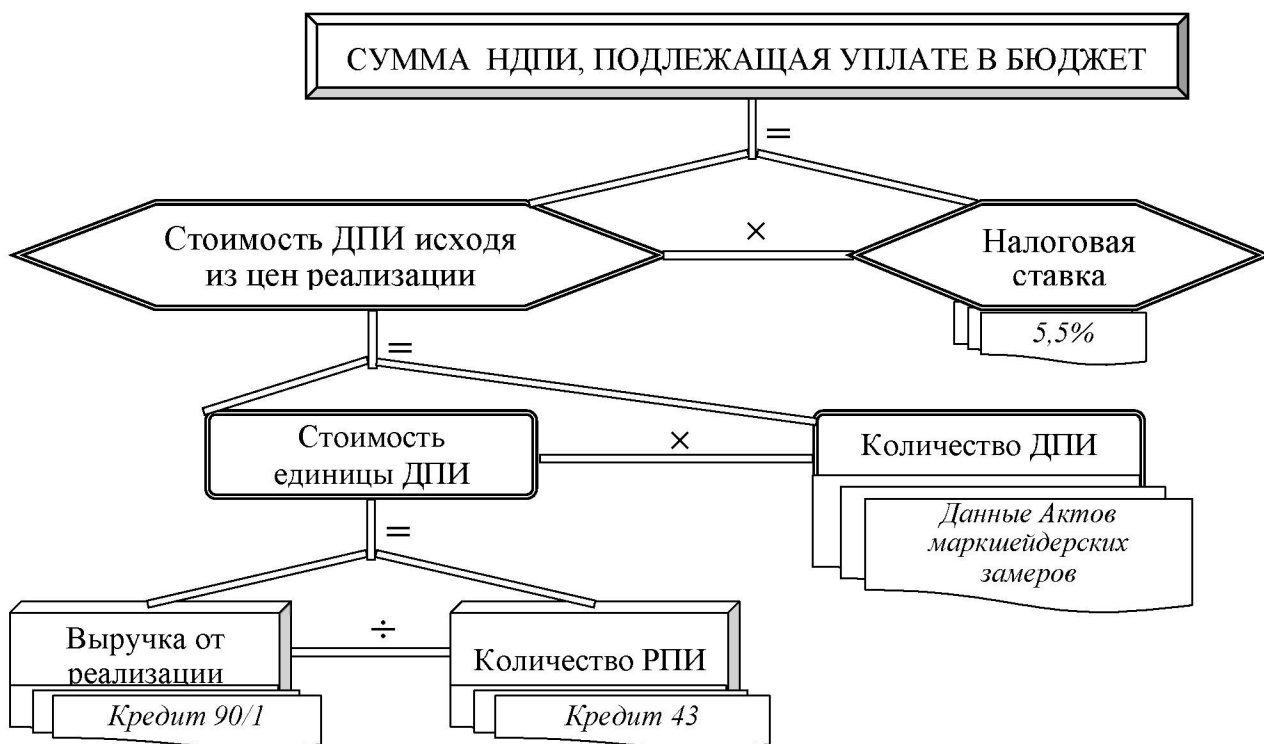 СУММА НДПИ, ПОДЛЕЖАЩАЯ УПЛАТЕ В БЮДЖЕТ
=
Стоимость ДПИ исходя
из цен реализации
×
Налоговая
ставка
5,5%
=
Стоимость
единицы ДПИ
×
Количество ДПИ
Данные Актов
маркшейдерских
замеров
=
Выручка от
реализации
÷
Количество РПИ
Кредит 90/1
Кредит 43